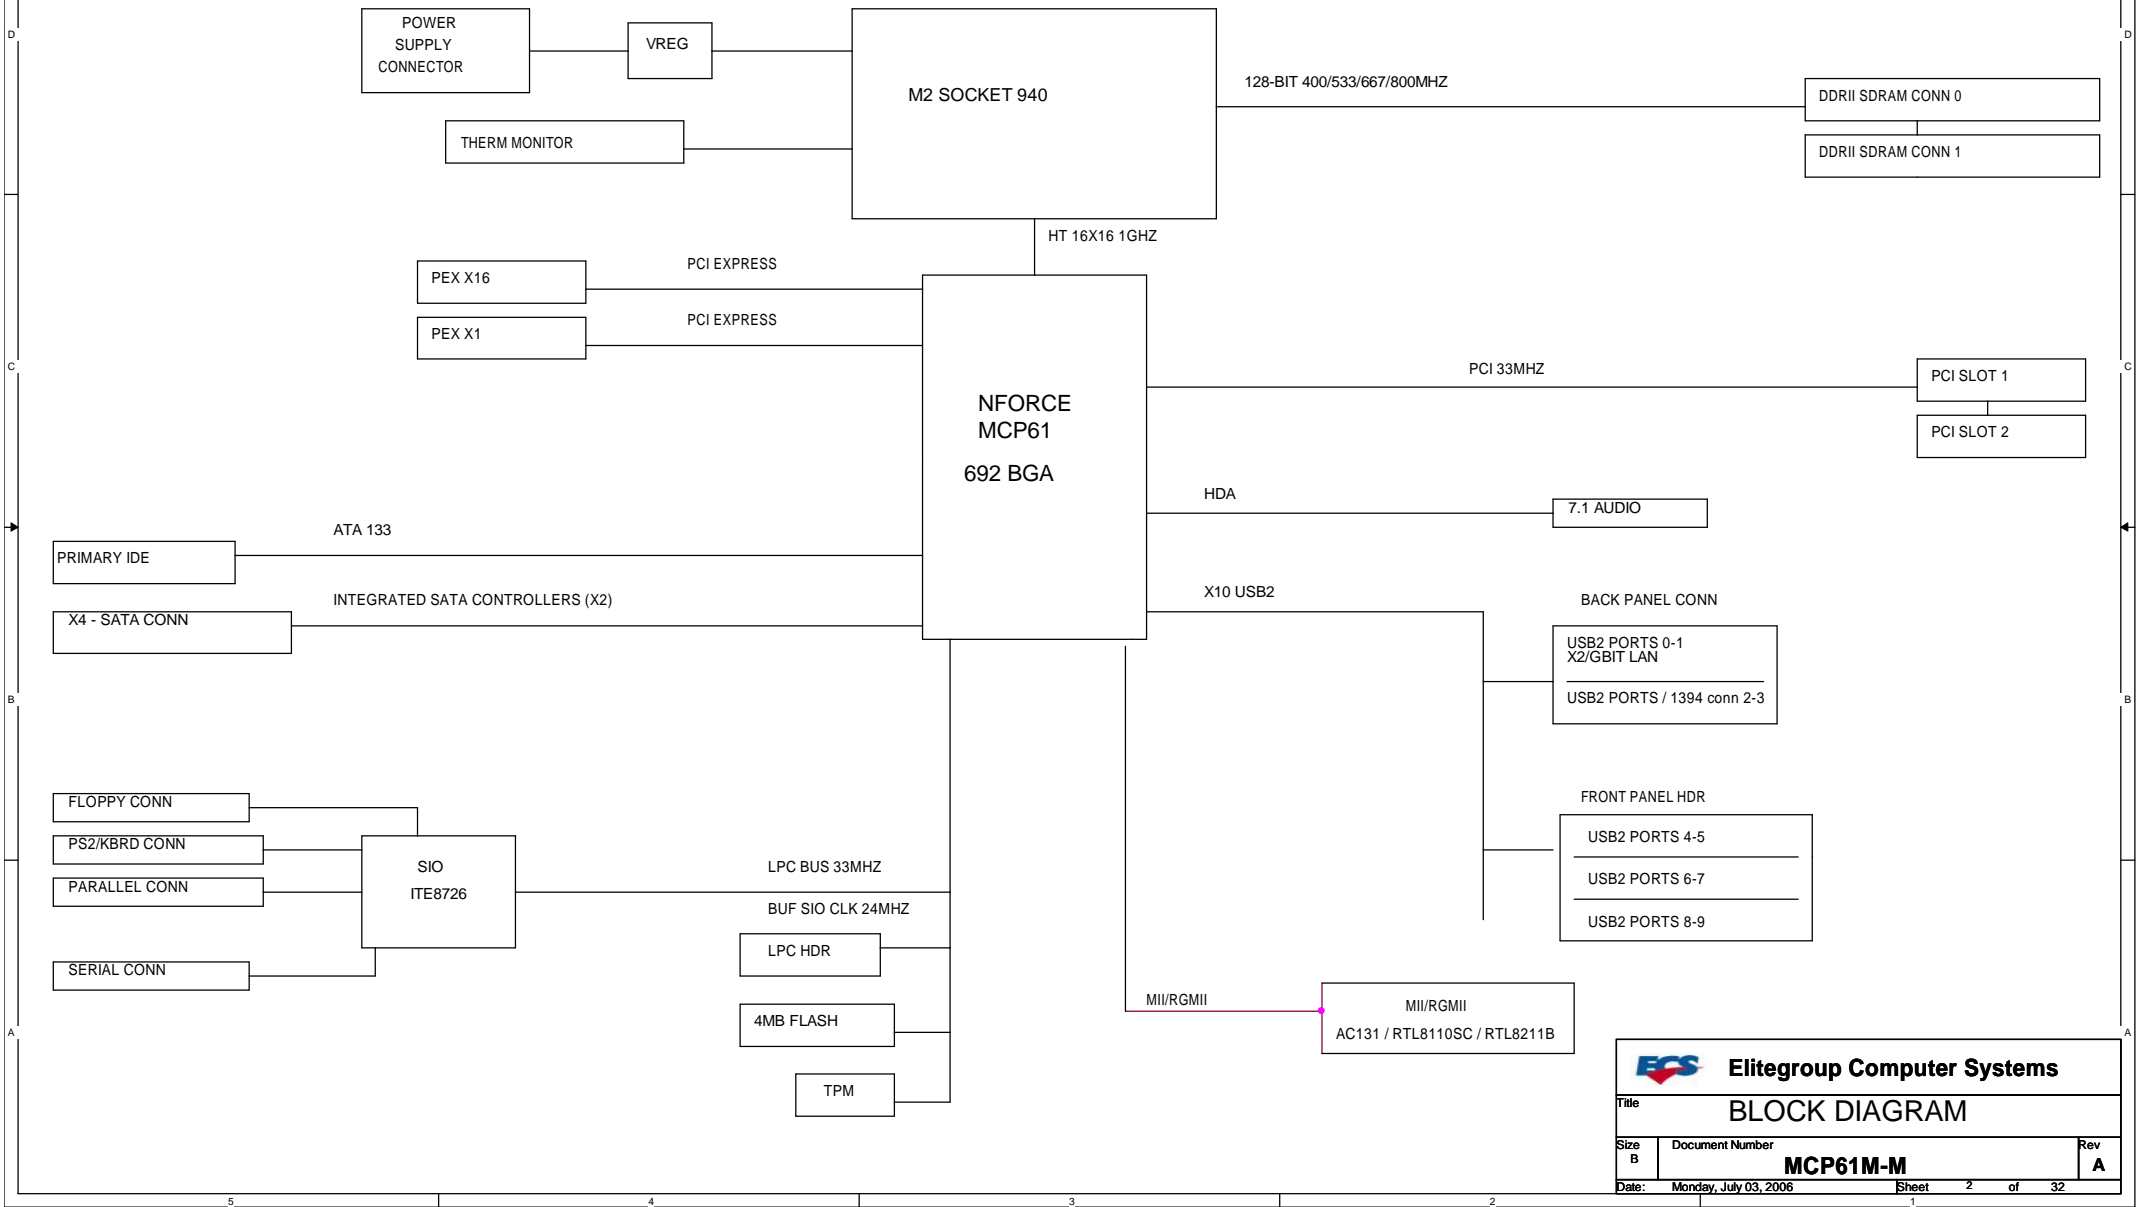 D
D
POWER
SUPPLY
CONNECTOR
VREG
M2 SOCKET 940
128-BIT 400/533/667/800MHZ
DDRII SDRAM CONN 0
DDRII SDRAM CONN 1
THERM MONITOR
HT 16X16 1GHZ
PEX X16
PCI EXPRESS
PEX X1
PCI EXPRESS
C
C
NFORCE
MCP61
692 BGA
PCI 33MHZ
PCI SLOT 1
PCI SLOT 2
HDA
7.1 AUDIO
ATA 133
PRIMARY IDE
INTEGRATED SATA CONTROLLERS (X2)
X4 - SATA CONN
X10 USB2
BACK PANEL CONN
USB2 PORTS 0-1
X2/GBIT LAN
USB2 PORTS / 1394 conn 2-3
B
B
FRONT PANEL HDR
USB2 PORTS 4-5
USB2 PORTS 6-7
USB2 PORTS 8-9
FLOPPY CONN
PS2/KBRD CONN
PARALLEL CONN
SERIAL CONN
SIO
ITE8726
LPC BUS 33MHZ
BUF SIO CLK 24MHZ
LPC HDR
4MB FLASH
TPM
MII/RGMII
MII/RGMII
AC131 / RTL8110SC / RTL8211B
A
A
ECS Elitegroup Computer Systems
Title
BLOCK DIAGRAM
Size
B
Document Number
MCP61M-M
Rev
A
Date: Monday, July 03, 2006 Sheet 2 of 32
5 4 3 2 1